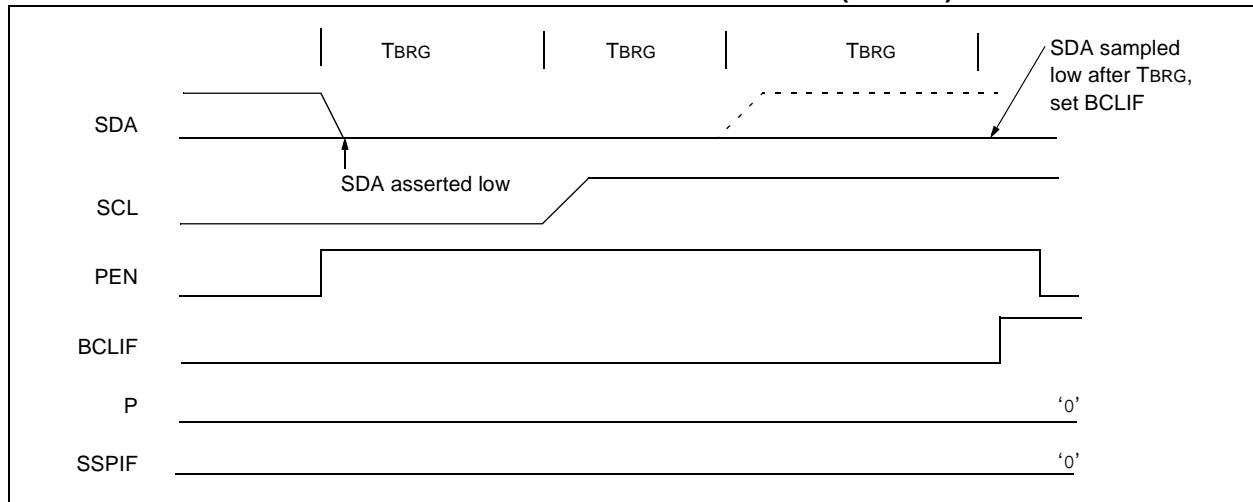 TBRG
TBRG
TBRG
SDA sampled
low after TBRG,
set BCLIF
SDA
SDA asserted low
SCL
PEN
BCLIF
P
‘0’
SSPIF
‘0’